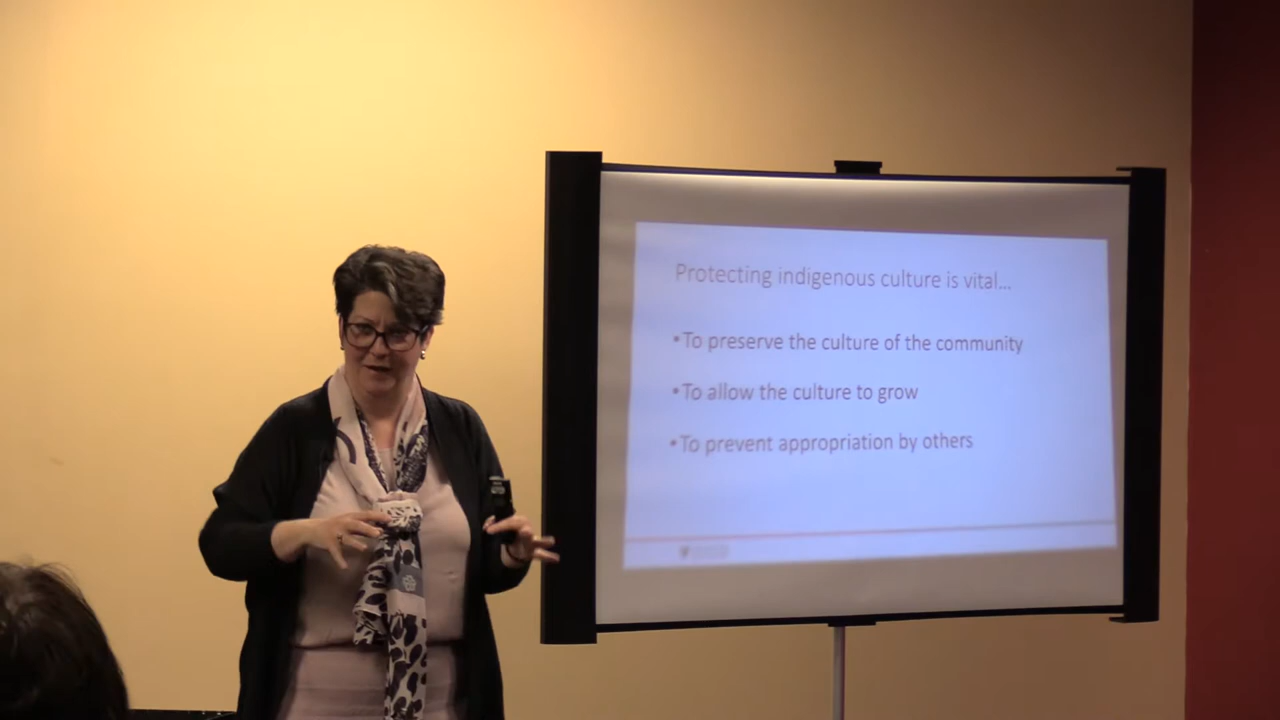 Protecting indigenous culture is vital...
•To preserve the culture of the community
•To allow the culture to grow
•To prevent appropriation by others